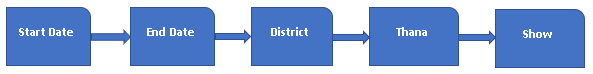 Start Date
End Date
District
Thana
Show